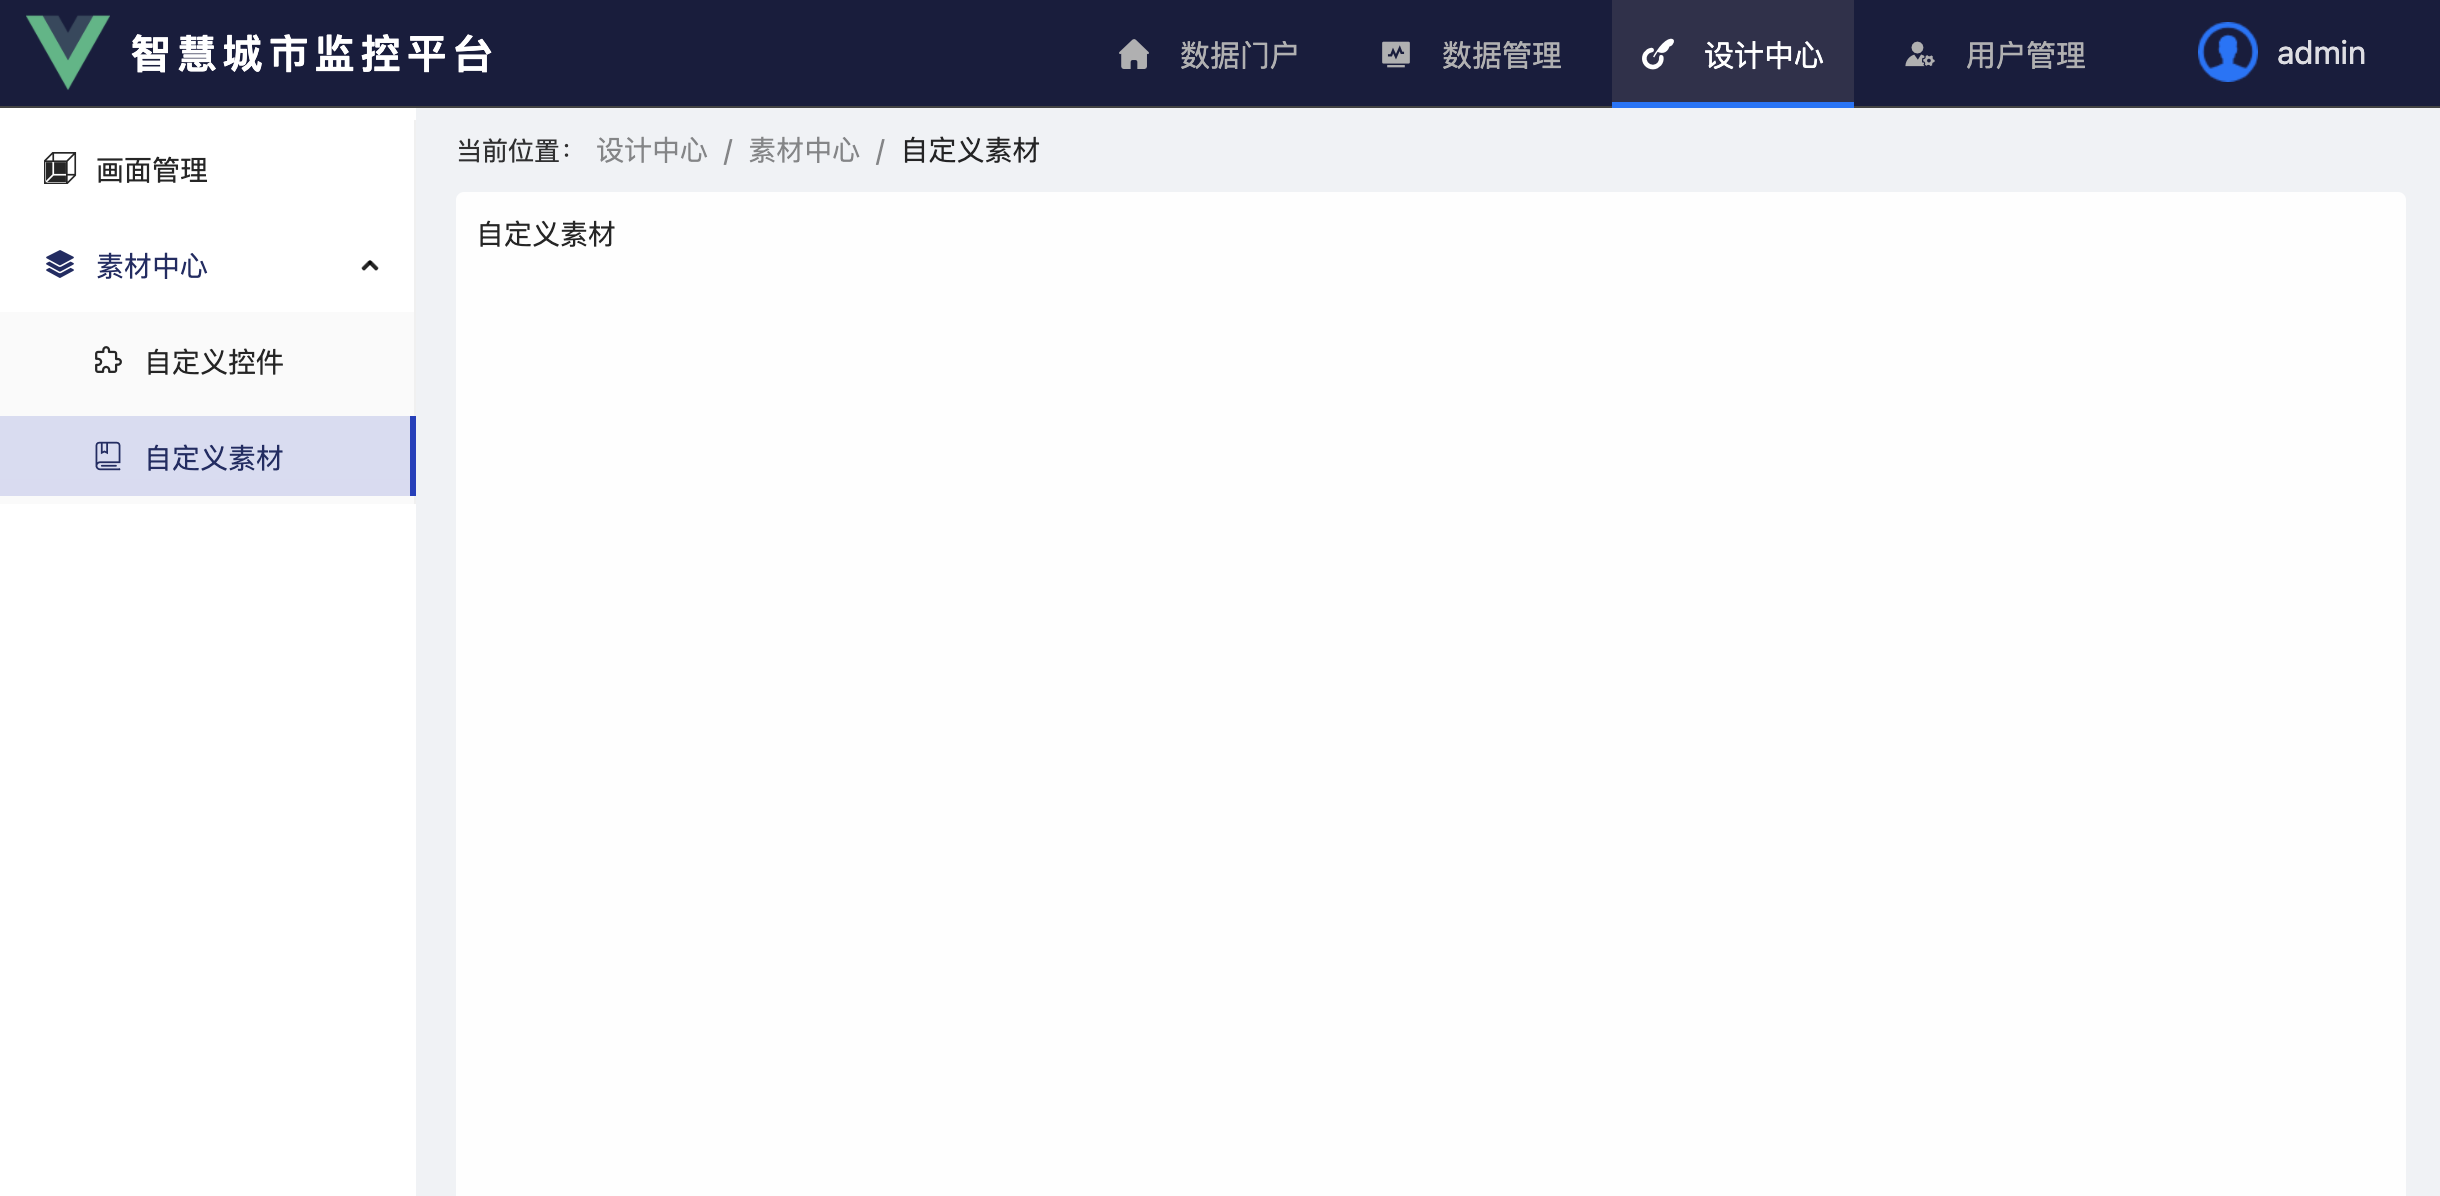 智慧城市监控平台
数据门户
数据管理
设计中心
用户管理
admin
画面管理
素材中心
自定义控件
自定义素材
当前位置： 设计中心 / 素材中心 / 自定义素材
自定义素材